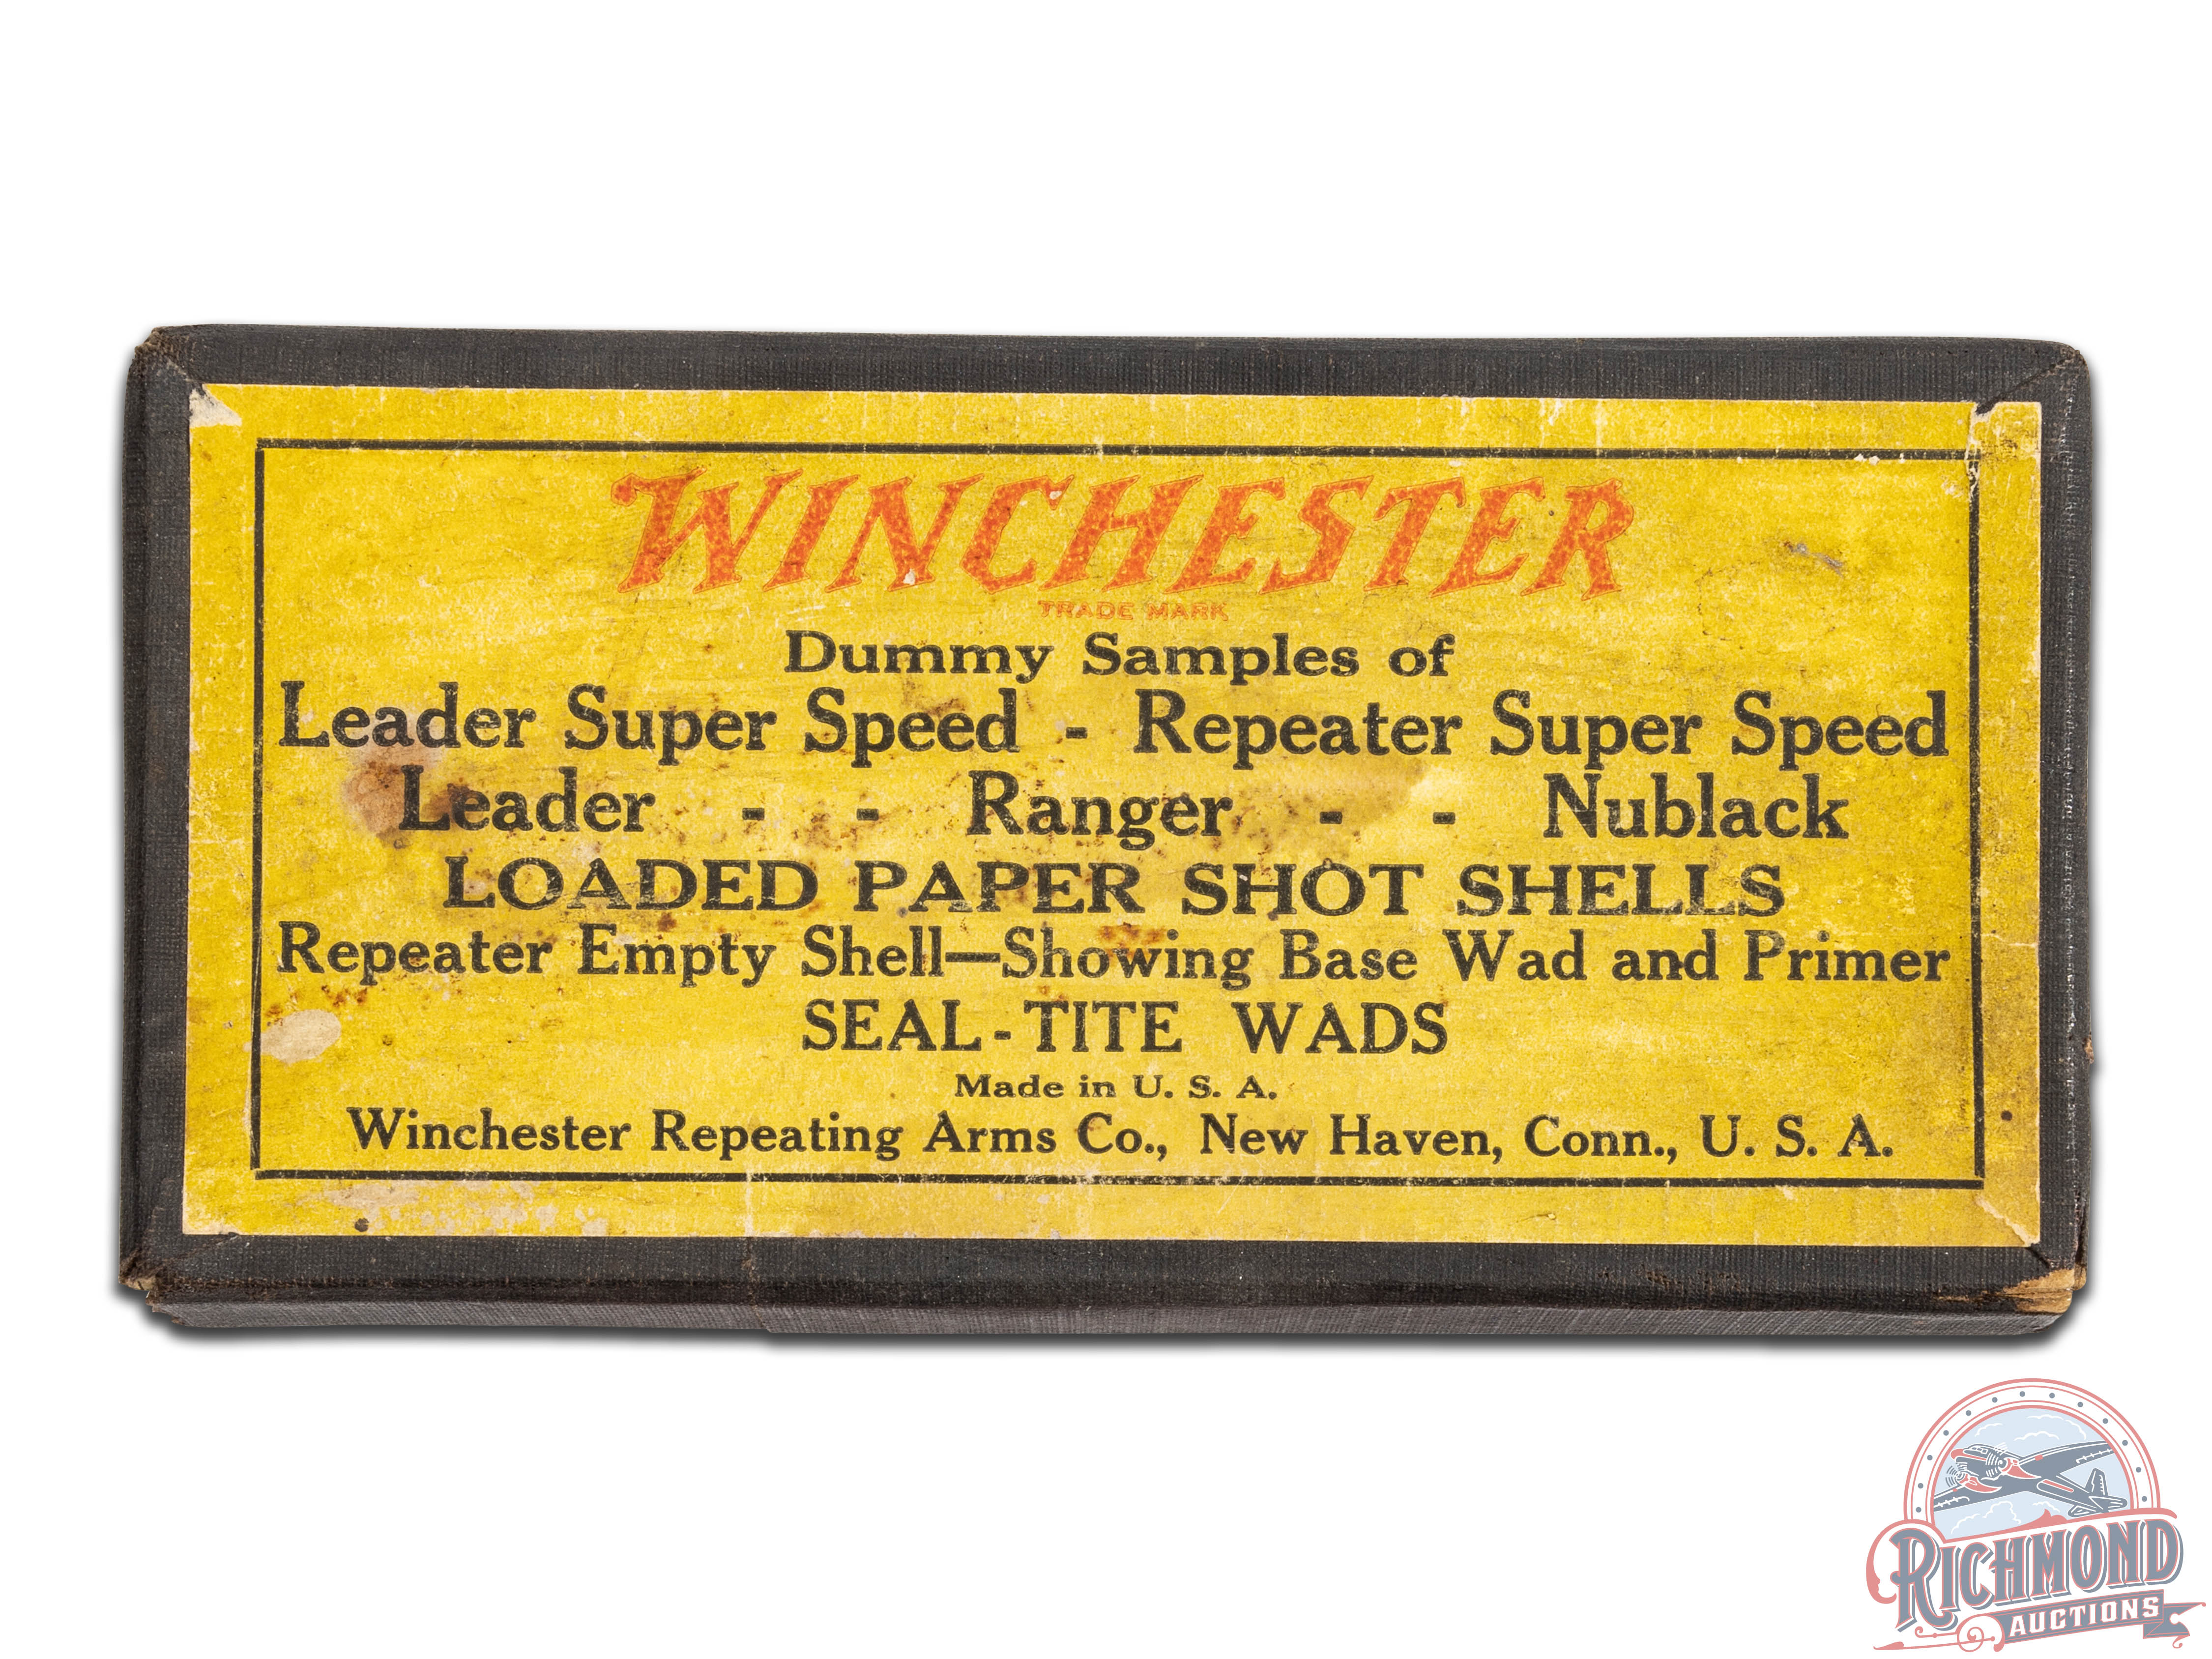 WINCHESTER
TRADE MARK
Dummy Samples of
Leader Super Speed - Repeater Super Speed
Leader - - Ranger - - Nublack
LOADED PAPER SHOT SHELLS
Repeater Empty Shell—Showing Base Wad and Primer
SEAL-TITE WADS
Made in U. S. A.
Winchester Repeating Arms Co., New Haven, Conn., U. S. A.
RICHMOND
AUCTIONS